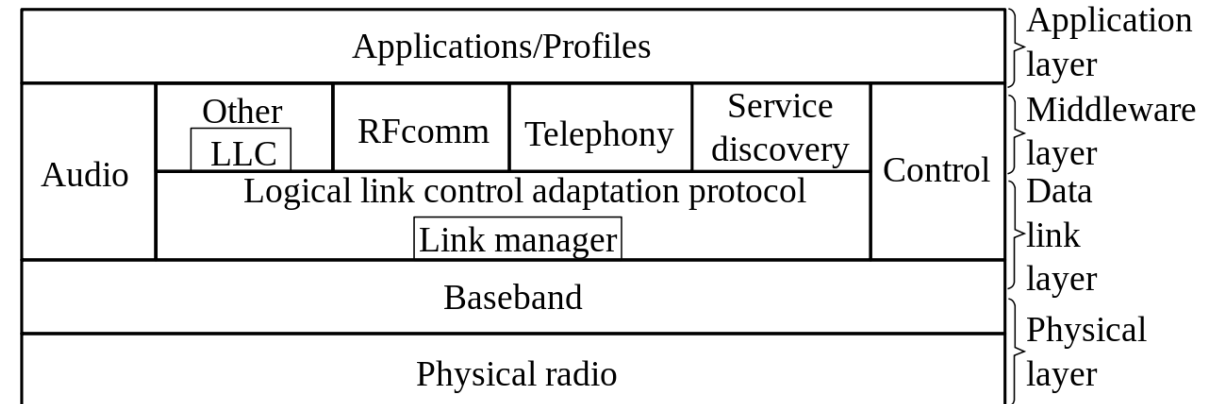 Applications/Profiles
Application
layer
Audio
Other
LLC
RFcomm
Telephony
Service
discovery
Control
Middleware
layer
Logical link control adaptation protocol
Link manager
Data
link
layer
Baseband
Physical radio
Physical
layer